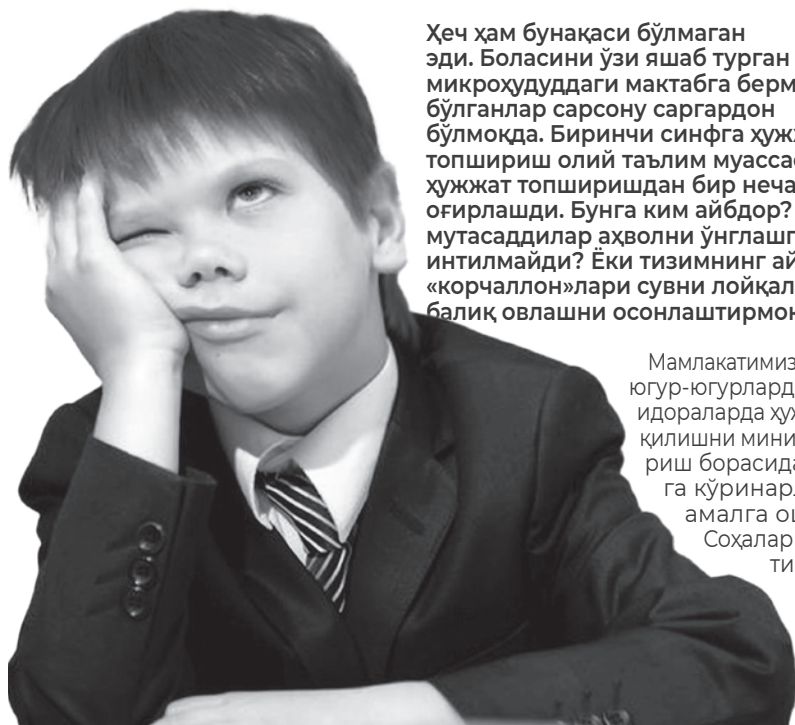 Ҳеч ҳам бунақаси бўлмаган
эди. Боласини ўзи яшаб турган
микроҳудуддаги мактабга берм
бўлганлар сарсону саргардон
бўлмоқда. Биринчи синфга ҳуж
топшириш олий таълим муасса
ҳужжат топширишдан бир неча
оғирлашди. Бунга ким айбдор?
мутасаддилар аҳволни ўнглашг
интилмайди? Ёки тизимнинг ай
«корчаллон»лари сувни лойқал
балиқ овлашни осонлаштирмоқ
Мамлакатимиз
югур-югурлард
идораларда ҳуж
қилишни мини
риш борасида
га кўринар
амалга ош
Соҳалар
ти